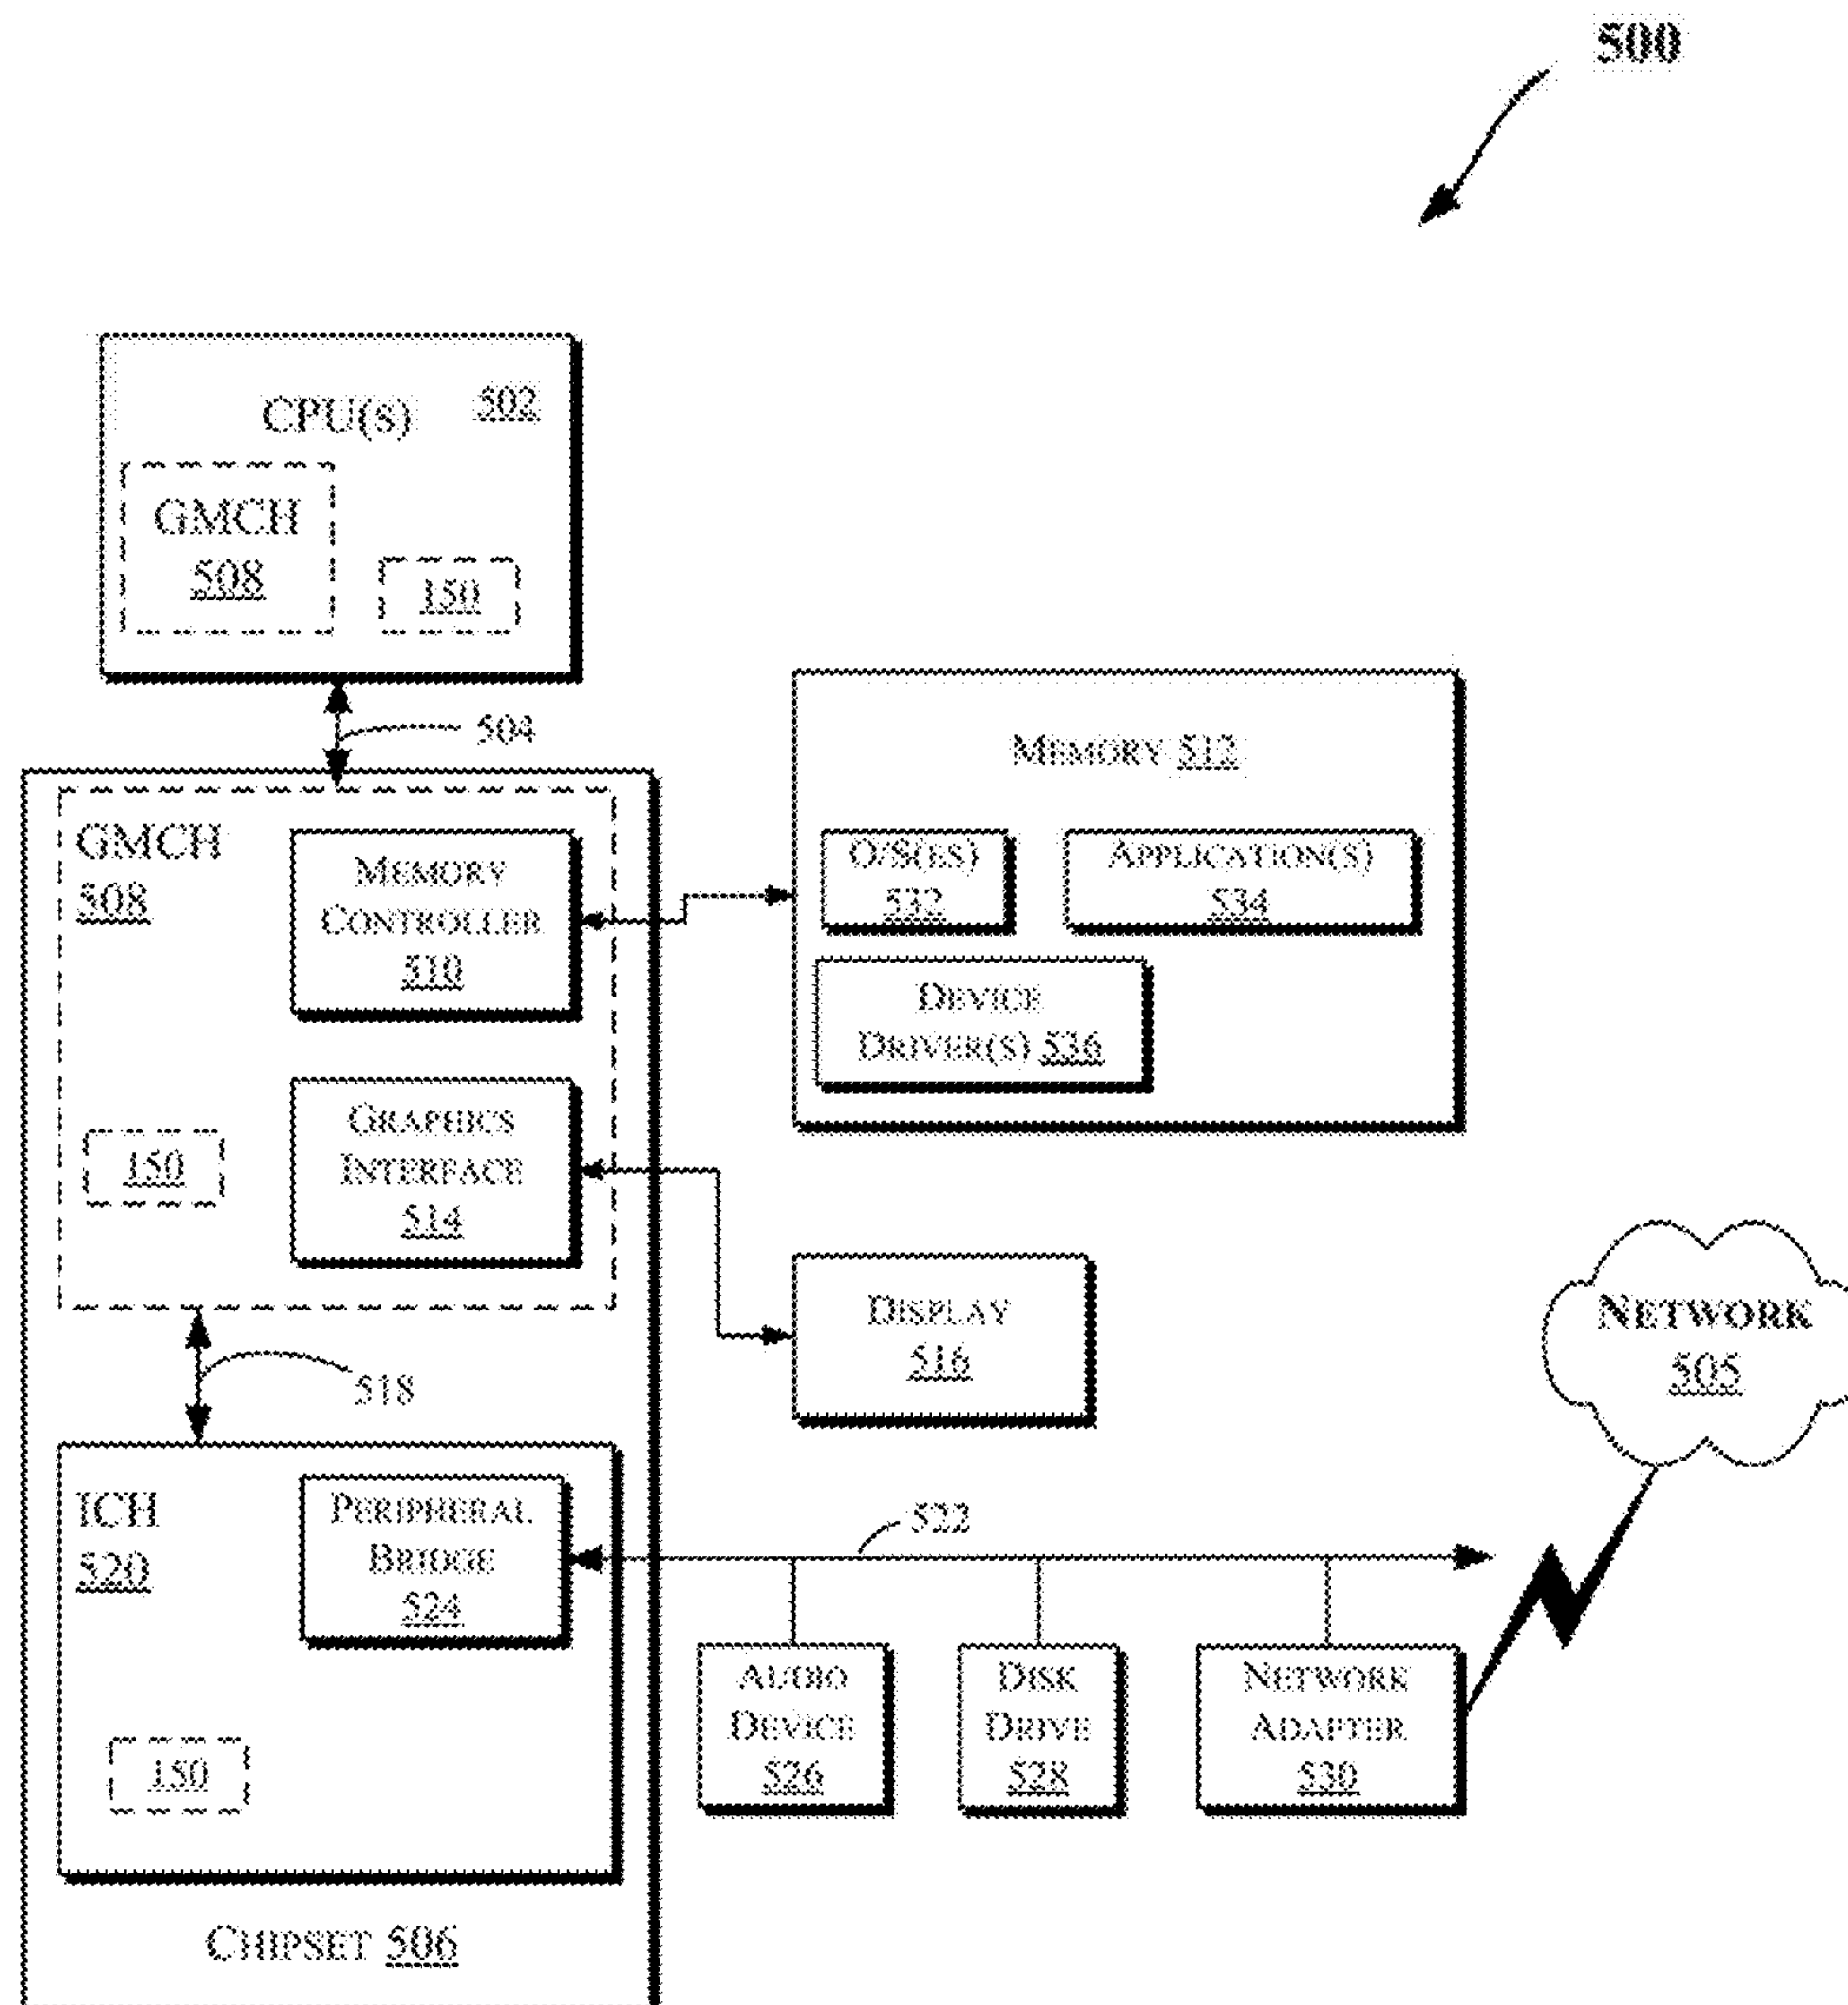 500
CPU(S) 502
GMCH
508
150
504
GMCH
508
MEMORY
CONTROLLER
510
MEMORY 512
O/S(ES)
532
APPLICATION(S)
534
DEVICE
DRIVER(S) 536
GRAPHICS
INTERFACE
514
150
DISPLAY
516
NETWORK
505
518
ICH
520
PERIPHERAL
BRIDGE
524
522
AUDIO
DEVICE
526
DISK
DRIVE
528
NETWORK
ADAPTER
530
150
CHIPSET 506